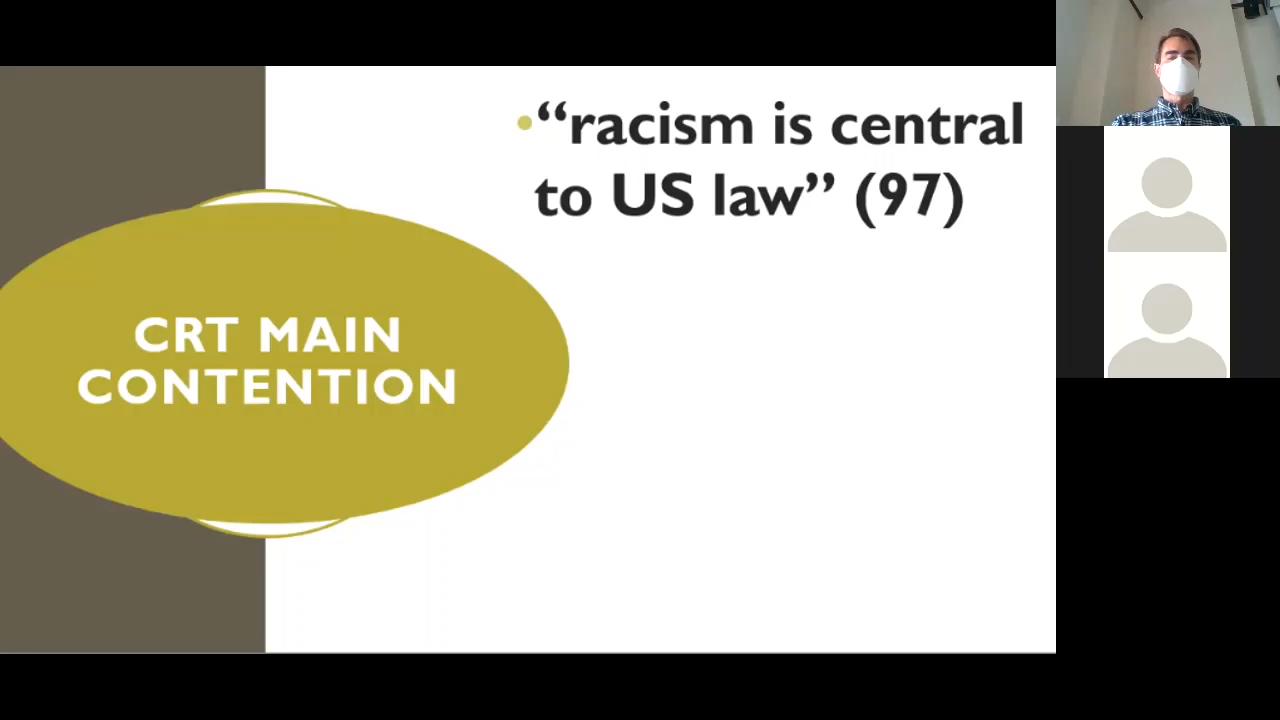 CRT MAIN
CONTENTION
•“racism is central
to US law” (97)